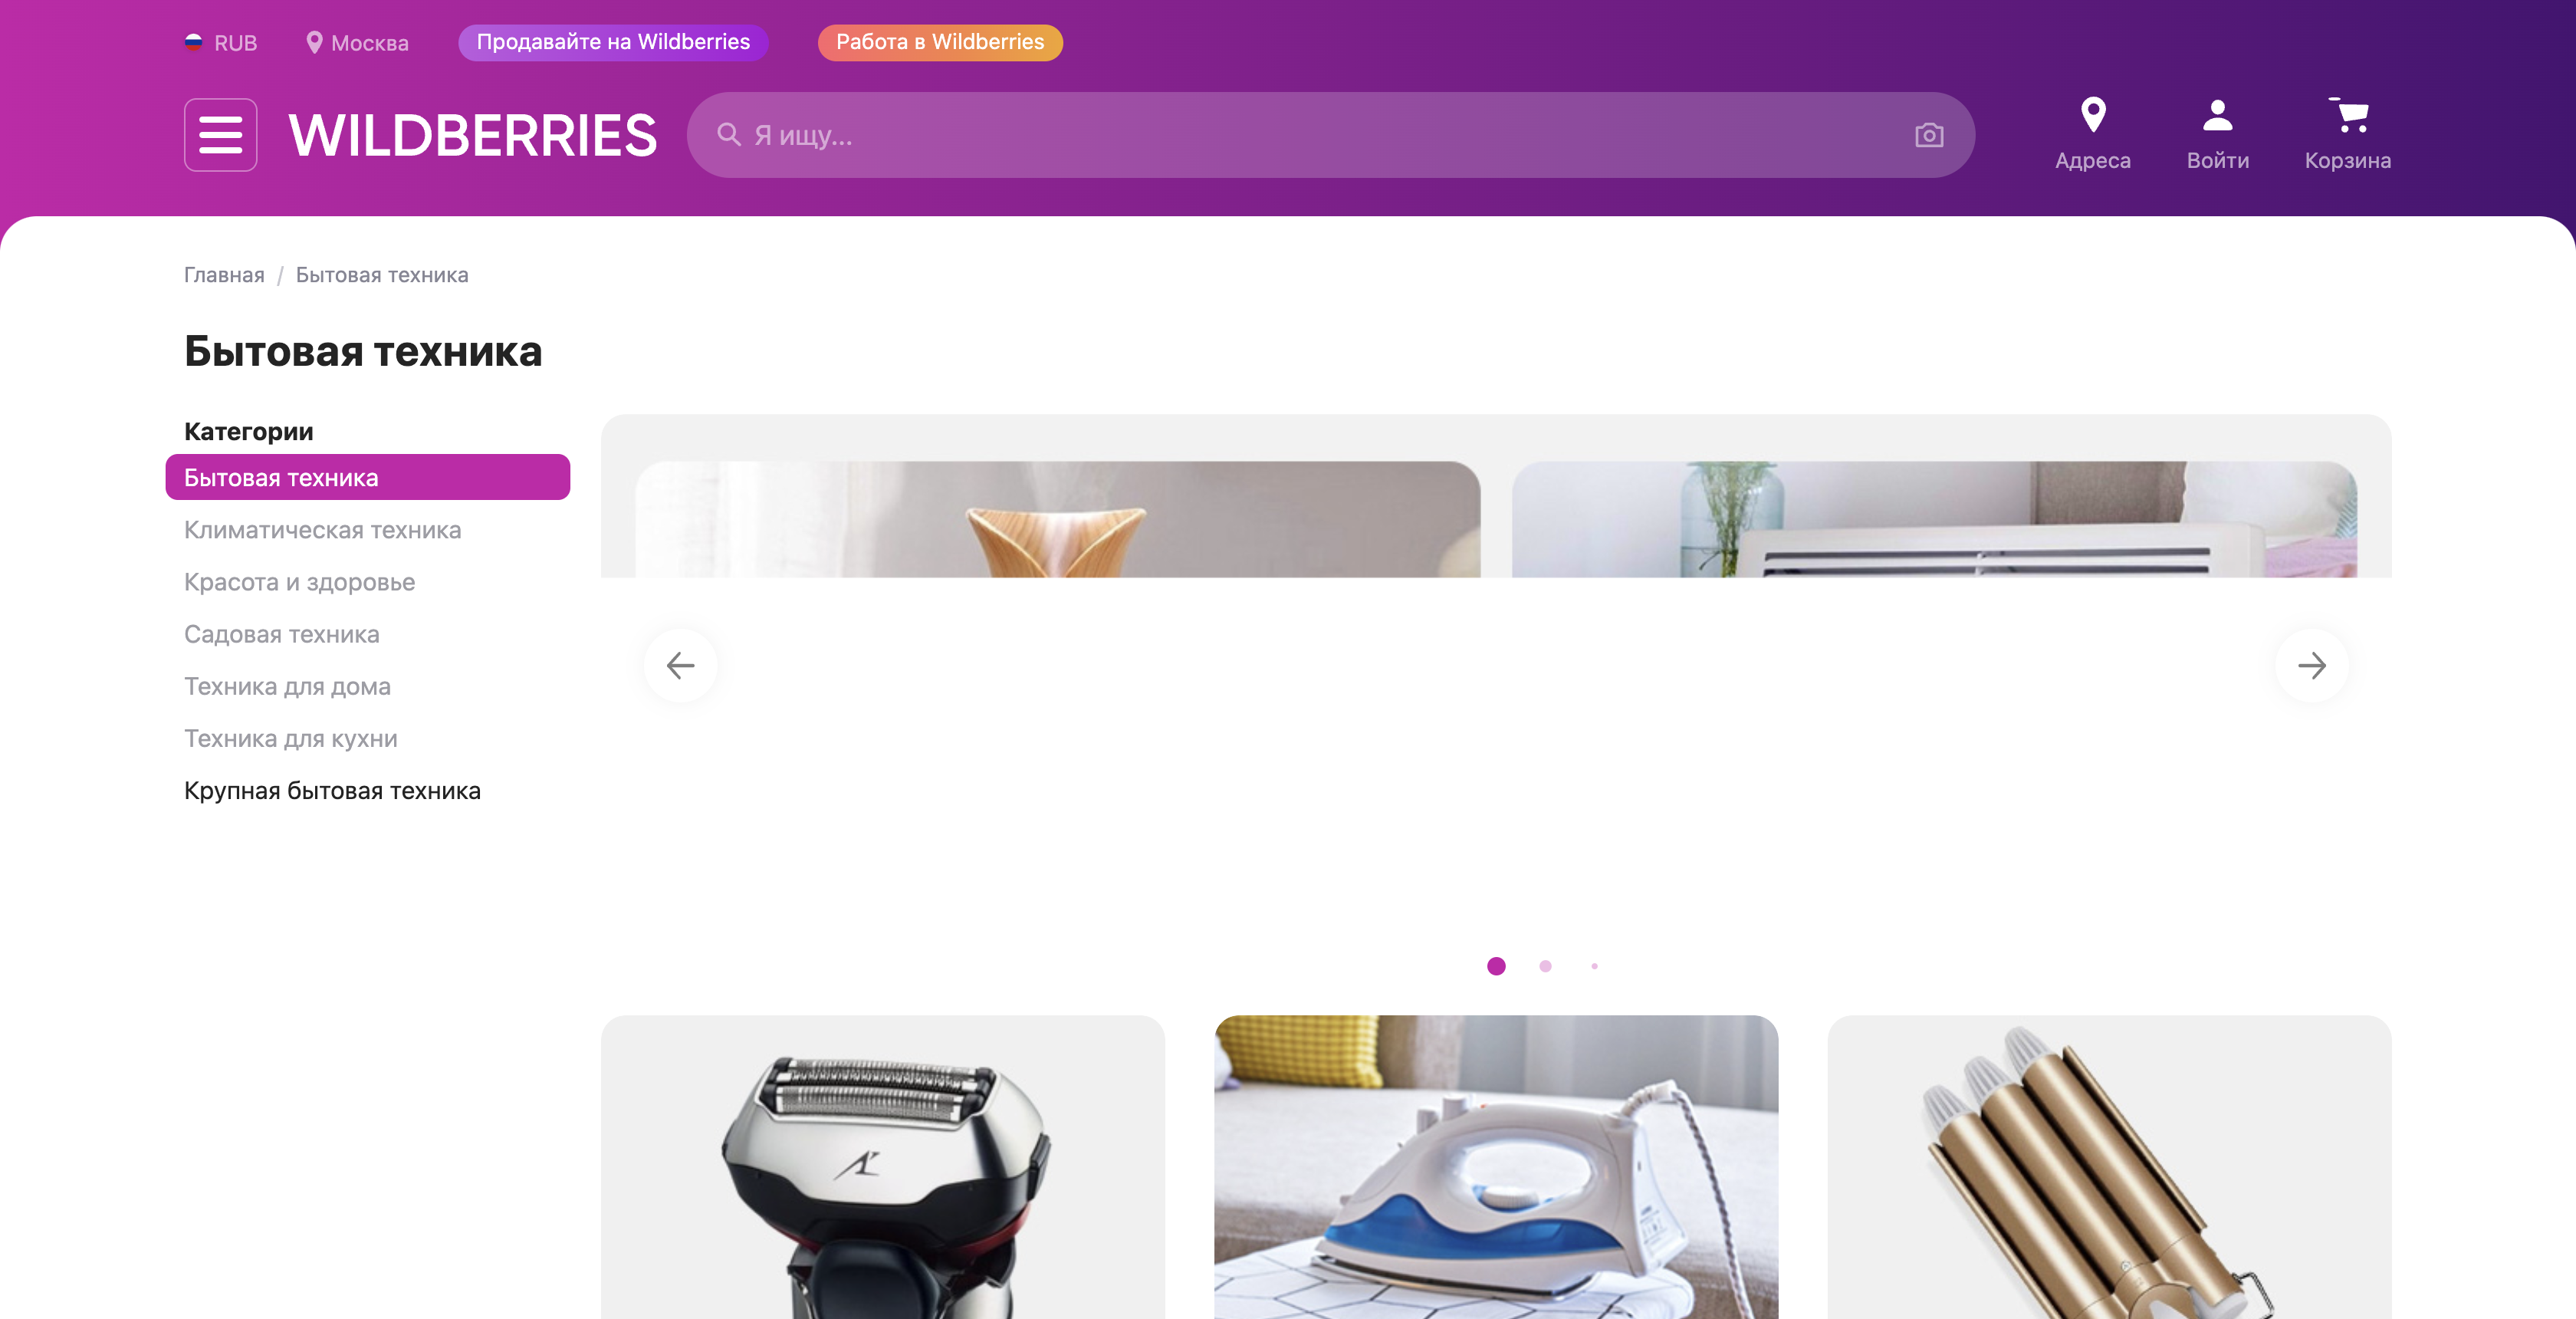 RUB
Москва
Продавайте на Wildberries
Работа в Wildberries
WILDBERRIES
Я ищу...
Адреса
Войти
Корзина
Главная / Бытовая техника
Бытовая техника
Категории
Бытовая техника
Климатическая техника
Красота и здоровье
Садовая техника
Техника для дома
Техника для кухни
Крупная бытовая техника